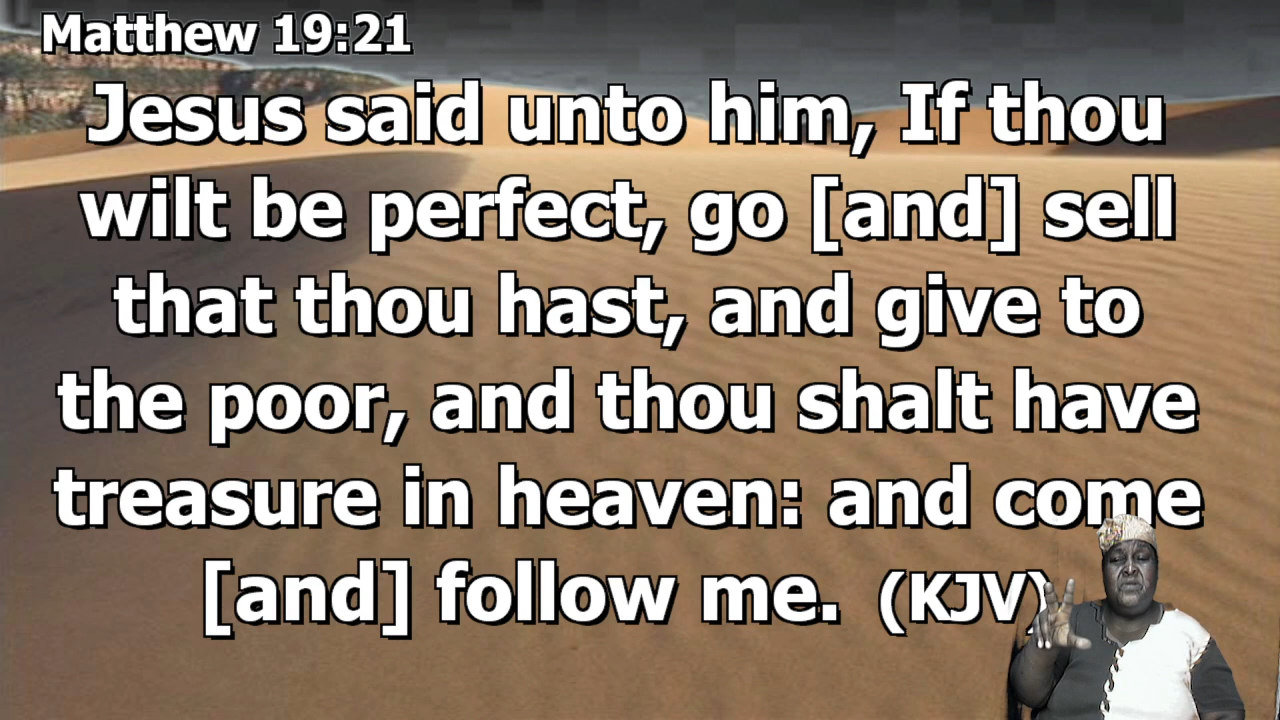 Matthew 19:21
Jesus said unto him, If thou
wilt be perfect, go [and] sell
that thou hast, and give to
the poor, and thou shalt have
treasure in heaven: and come
[and] follow me. (KJV)